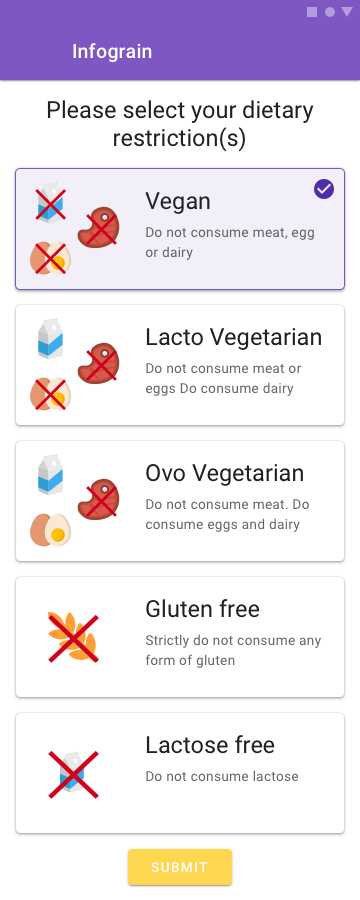 Infograin
Please select your dietary
restriction(s)
Vegan
Do not consume meat, egg
or dairy
Lacto Vegetarian
Do not consume meat or
eggs Do consume dairy
Ovo Vegetarian
Do not consume meat. Do
consume eggs and dairy
Gluten free
Strictly do not consume any
form of gluten
Lactose free
Do not consume lactose
SUBMIT